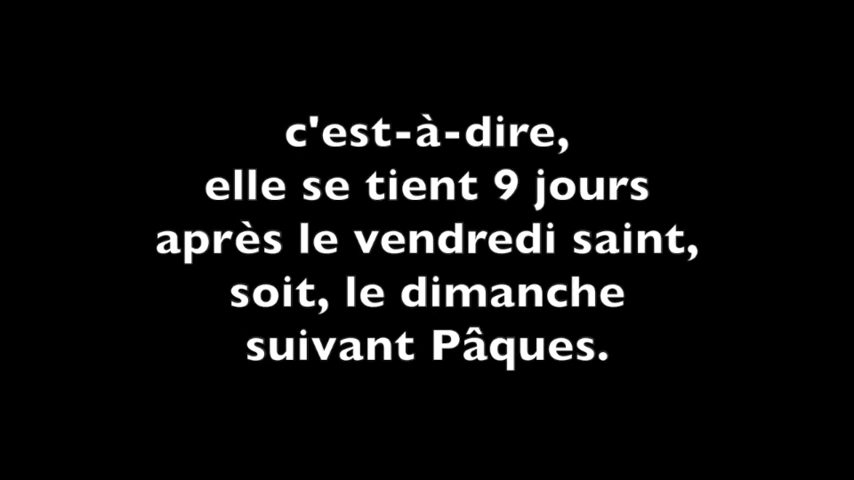 c'est-à-dire,
elle se tient 9 jours
après le vendredi saint,
soit, le dimanche
suivant Pâques.